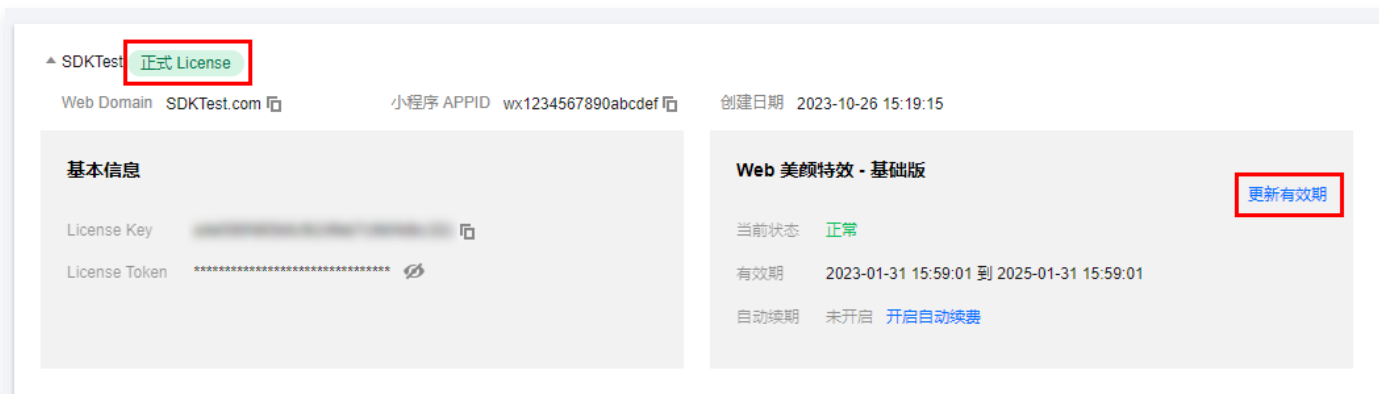 SDKTest 正式 License
Web Domain SDKTest.com 小程序 APPID wx1234567890abcdef 创建日期 2023-10-26 15:19:15
基本信息
License Key
License Token ********************************
Web 美颜特效 - 基础版
更新有效期
当前状态 正常
有效期 2023-01-31 15:59:01 到 2025-01-31 15:59:01
自动续期 未开启 开启自动续费